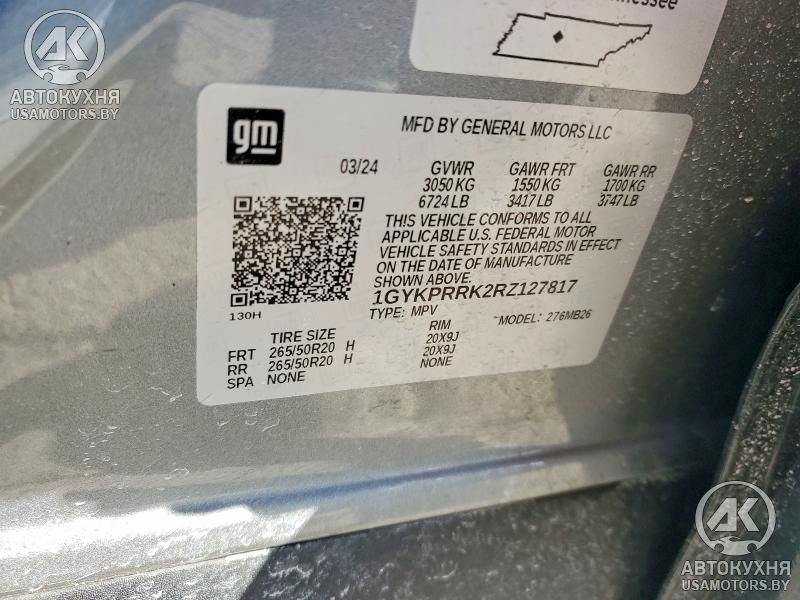 AK
АВТОКУХНЯ
USAMOTORS.BY
gm
MFD BY GENERAL MOTORS LLC
03/24 GVWR GAWR FRT GAWR RR
3050 KG 1550 KG 1700 KG
6724 LB 3417 LB 3747 LB
THIS VEHICLE CONFORMS TO ALL
APPLICABLE U.S. FEDERAL MOTOR
VEHICLE SAFETY STANDARDS IN EFFECT
ON THE DATE OF MANUFACTURE
SHOWN ABOVE.
1GYKPRRK2RZ127817
130H
TYPE: MPV MODEL: 276MB26
TIRE SIZE RIM
FRT 265/50R20 H 20X9J
RR 265/50R20 H 20X9J
SPA NONE NONE
AK
АВТОКУХНЯ
USAMOTORS.BY